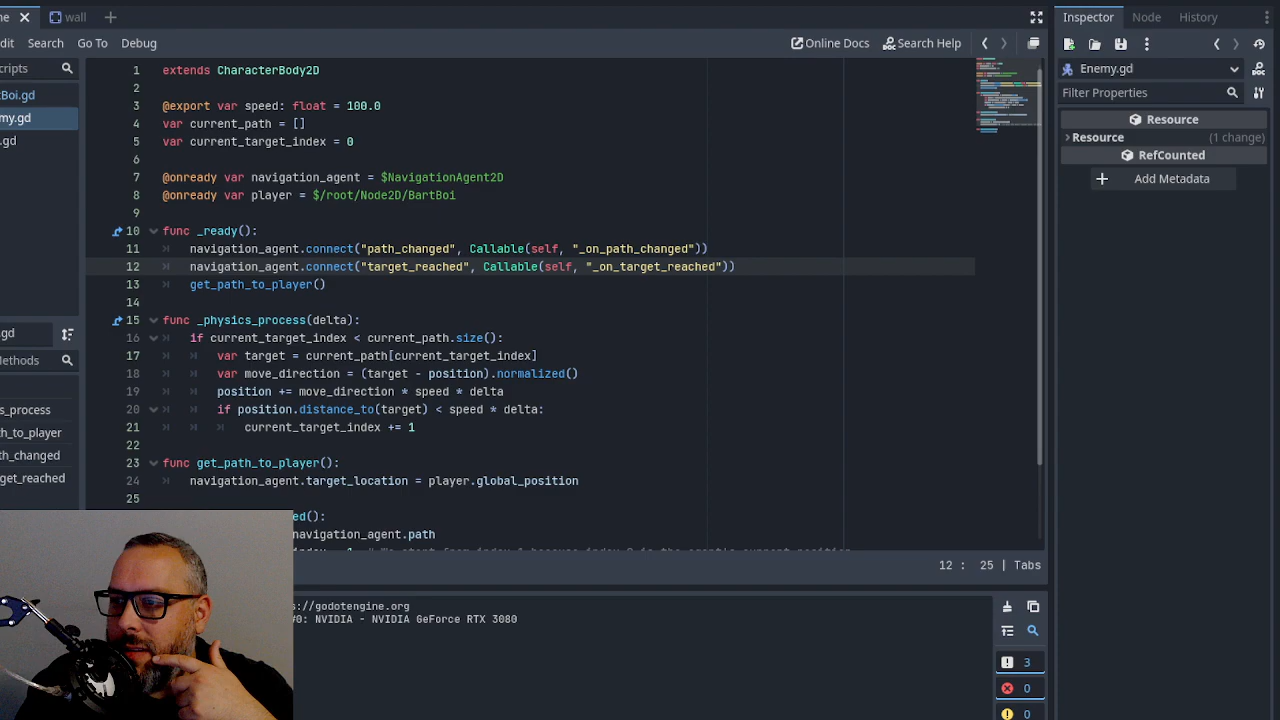 ne
wall
dit Search Go To Debug
Online Docs Search Help
Inspector Node History
Enemy.gd
Filter Properties
Resource
Resource (1 change)
RefCounted
Add Metadata
cripts
Boi.gd
my.gd
.gd
.gd
Methods
s_process
th_to_player
th_changed
get_reached
1 extends CharacterBody2D
2
3 @export var speed: float = 100.0
4 var current_path = []
5 var current_target_index = 0
6
7 @onready var navigation_agent = $NavigationAgent2D
8 @onready var player = $/root/Node2D/BartBoi
9
10 func _ready():
11 navigation_agent.connect("path_changed", Callable(self, "_on_path_changed"))
12 navigation_agent.connect("target_reached", Callable(self, "_on_target_reached"))
13 get_path_to_player()
14
15 func _physics_process(delta):
16 if current_target_index < current_path.size():
17 var target = current_path[current_target_index]
18 var move_direction = (target - position).normalized()
19 position += move_direction * speed * delta
20 if position.distance_to(target) < speed * delta:
21 current_target_index += 1
22
23 func get_path_to_player():
24 navigation_agent.target_location = player.global_position
25
ed():
navigation_agent.path
12 : 25 | Tabs
s://godotengine.org
#0: NVIDIA - NVIDIA GeForce RTX 3080
3
0
0